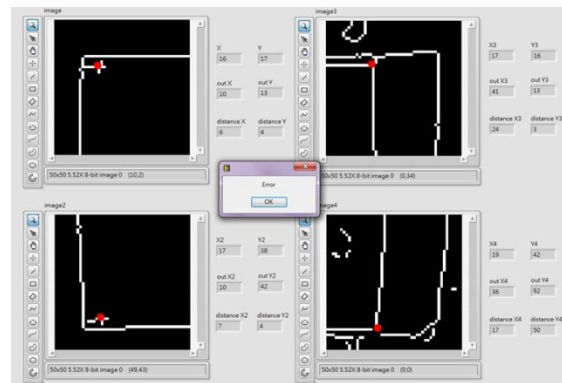 image
X Y
16 17
out X out Y
10 13
distance X distance Y
6 4
50x50 5.52X 8-bit image 0 (10,2)
image3
X3 Y3
17 16
out X3 out Y3
41 13
distance X3 distance Y3
24 3
50x50 5.52X 8-bit image 0 (0,34)
Error
OK
image2
X2 Y2
17 38
out X2 out Y2
10 42
distance X2 distance Y2
7 4
50x50 5.52X 8-bit image 0 (49,43)
image4
X4 Y4
19 42
out X4 out Y4
36 92
distance X4 distance Y4
17 50
50x50 5.52X 8-bit image 0 (0,0)